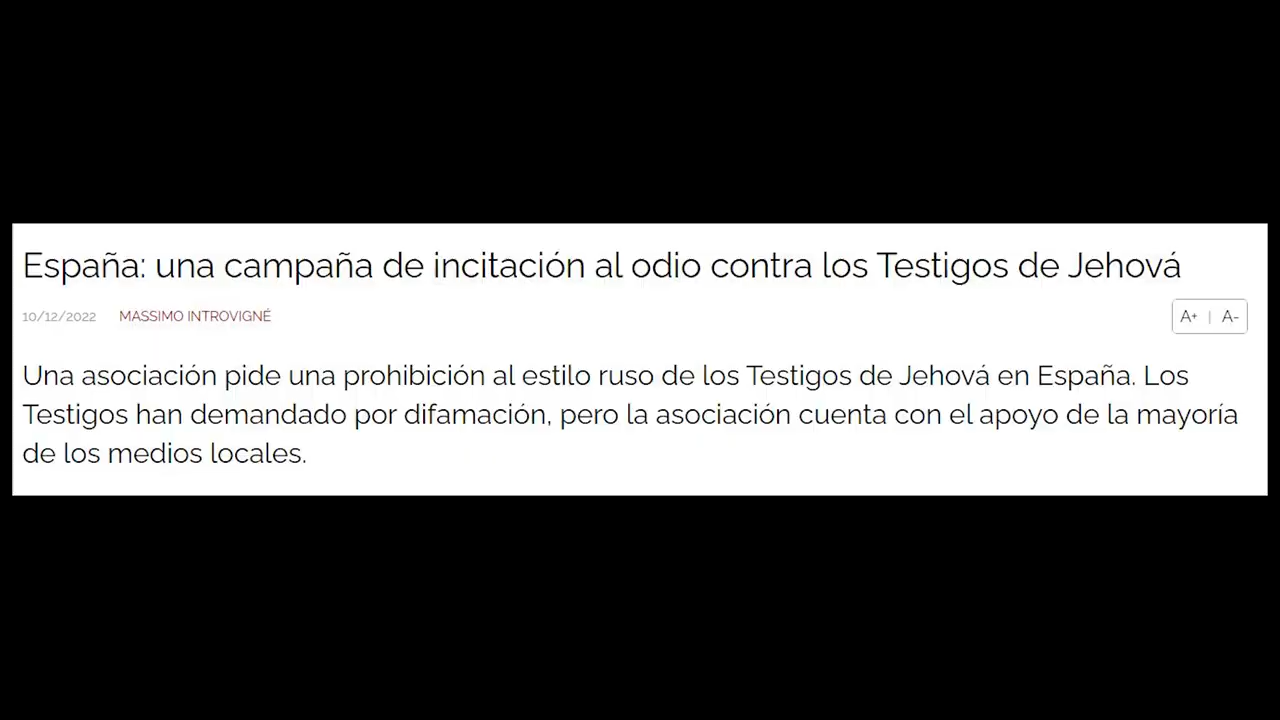 España: una campaña de incitación al odio contra los Testigos de Jehová
10/12/2022 MASSIMO INTROVIGNÉ A+ | A-
Una asociación pide una prohibición al estilo ruso de los Testigos de Jehová en España. Los
Testigos han demandado por difamación, pero la asociación cuenta con el apoyo de la mayoría
de los medios locales.